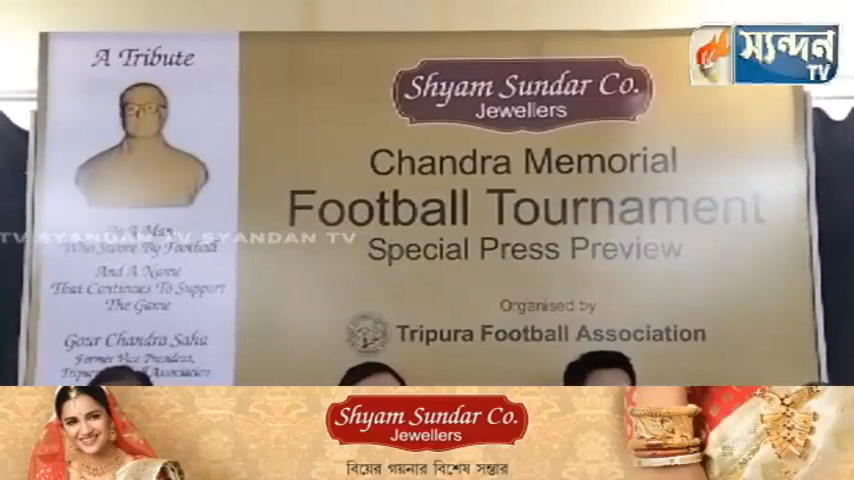 A Tribute
To A Man
Who Swore By Football
And A Name
That Continues To Support
The Game
Gour Chandra Saha
Former Vice President,
Association
Shyam Sundar Co.
Jewellers
Chandra Memorial
Football Tournament
Special Press Preview
Organised by
Tripura Football Association
স্যন্দন
TV
TV SYANDAN TV SYANDAN TV
Shyam Sundar Co.
Jewellers
বিয়ের গয়নার বিশেষ সম্ভার